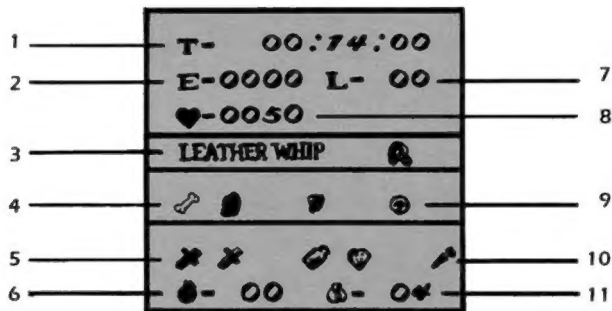 1 T- 00:14:00
2 E-0000 L- 00 7
-0050 8
3 LEATHER WHIP
4 9
5 10
6 - 00 - 04 11